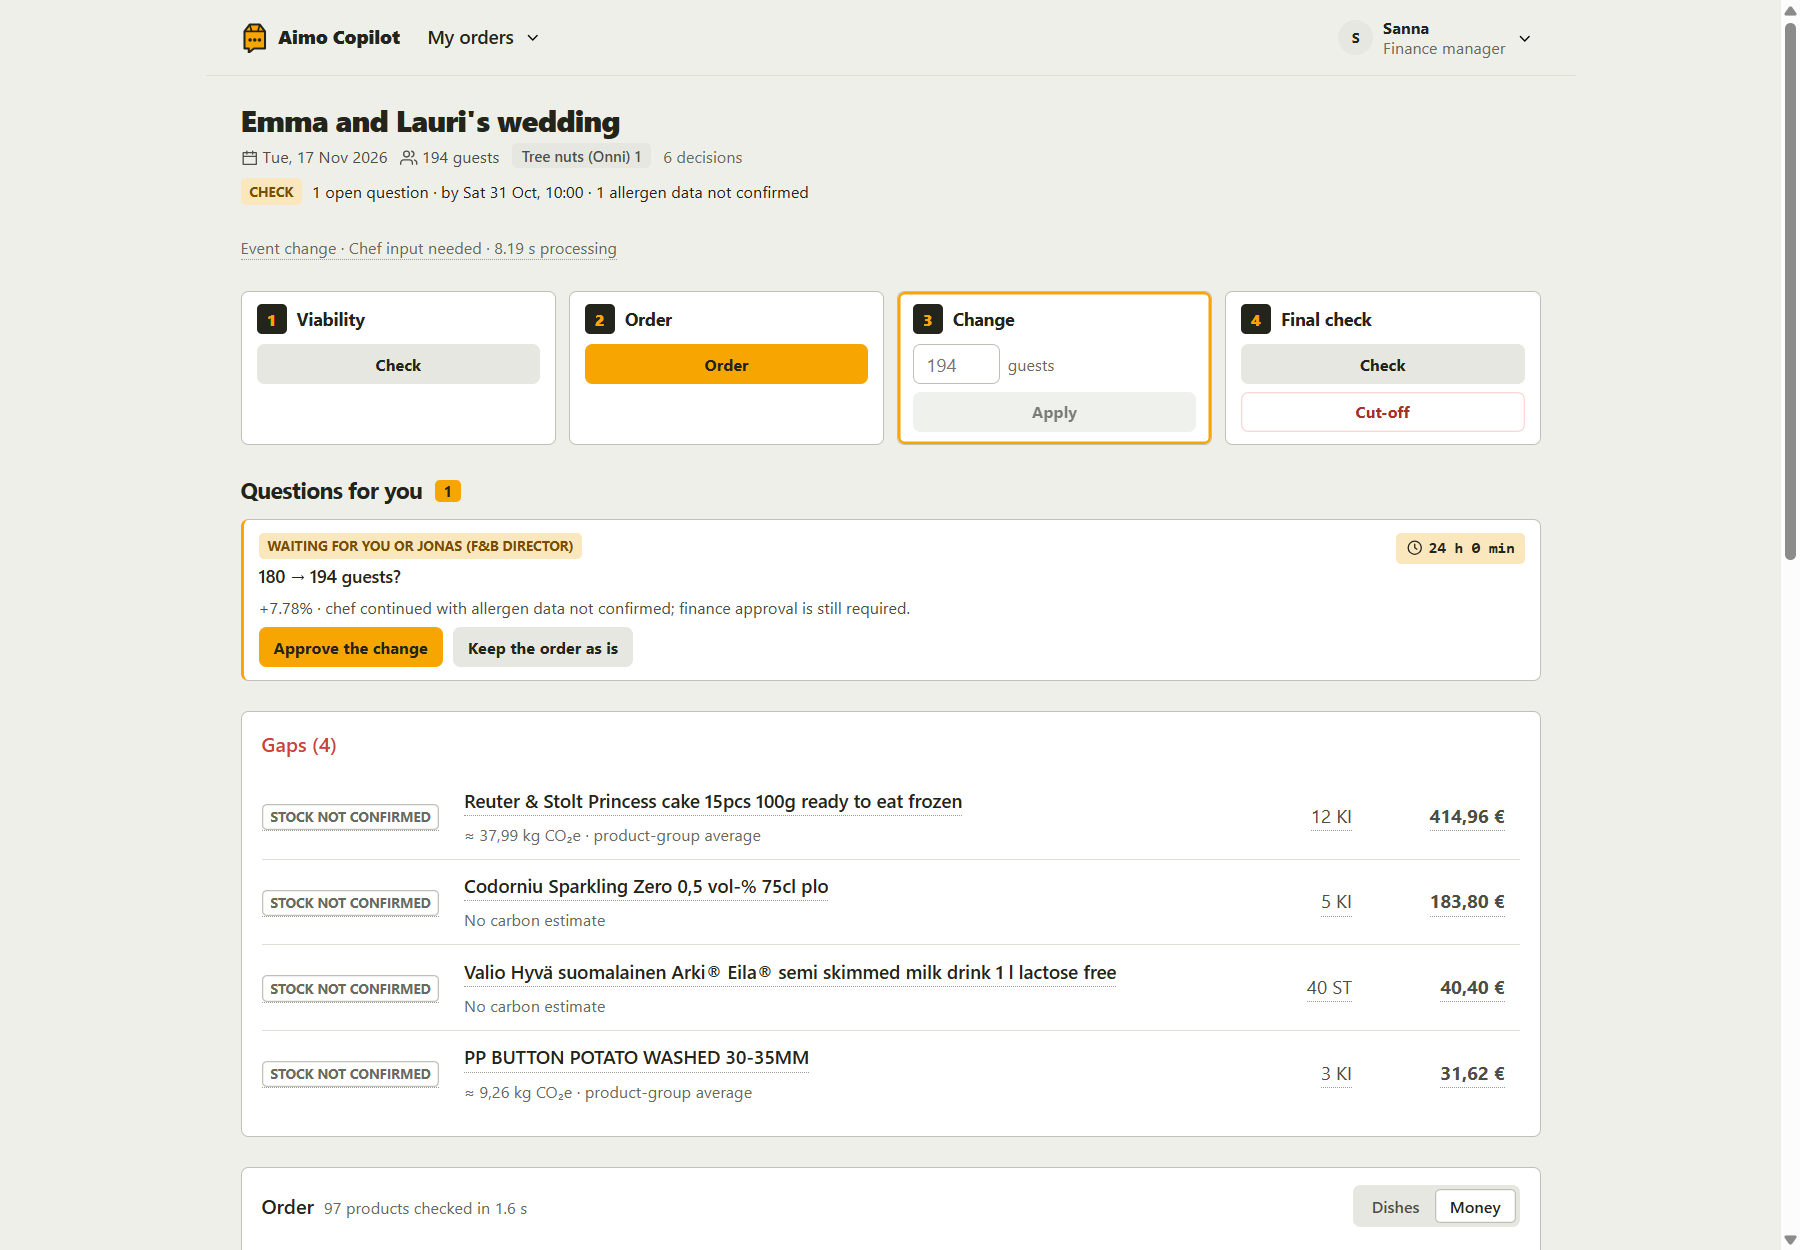 Aimo Copilot My orders
S Sanna
Finance manager
Emma and Lauri's wedding
Tue, 17 Nov 2026 194 guests Tree nuts (Onni) 1 6 decisions
CHECK 1 open question · by Sat 31 Oct, 10:00 · 1 allergen data not confirmed
Event change · Chef input needed · 8.19 s processing
1 Viability
Check
2 Order
Order
3 Change
194 guests
Apply
4 Final check
Check
Cut-off
Questions for you 1
WAITING FOR YOU OR JONAS (F&B DIRECTOR) 24 h 0 min
180 → 194 guests?
+7.78% · chef continued with allergen data not confirmed; finance approval is still required.
Approve the change Keep the order as is
Gaps (4)
STOCK NOT CONFIRMED Reuter & Stolt Princess cake 15pcs 100g ready to eat frozen 12 KI 414,96 €
≈ 37,99 kg CO₂e · product-group average
STOCK NOT CONFIRMED Codorniu Sparkling Zero 0,5 vol-% 75cl plo 5 KI 183,80 €
No carbon estimate
STOCK NOT CONFIRMED Valio Hyvä suomalainen Arki® Eila® semi skimmed milk drink 1 l lactose free 40 ST 40,40 €
No carbon estimate
STOCK NOT CONFIRMED PP BUTTON POTATO WASHED 30-35MM 3 KI 31,62 €
≈ 9,26 kg CO₂e · product-group average
Order 97 products checked in 1.6 s Dishes Money